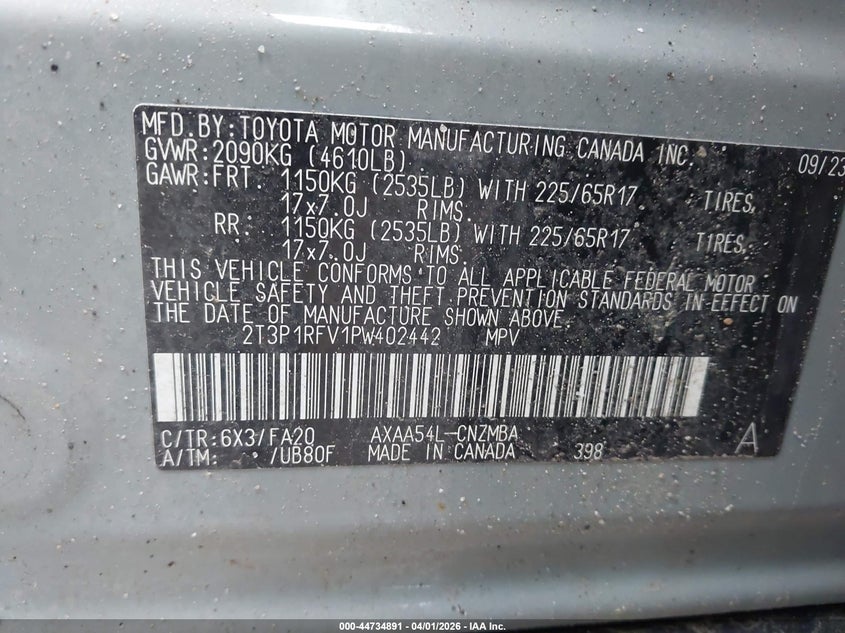 MFD.BY:TOYOTA MOTOR MANUFACTURING CANADA INC. 09/23
GVWR:2090KG (4610LB)
GAWR:FRT. 1150KG (2535LB) WITH 225/65R17 TIRES,
17x7.0J RIMS.
RR: 1150KG (2535LB) WITH 225/65R17 TIRES,
17x7.0J RIMS.
THIS VEHICLE CONFORMS TO ALL APPLICABLE FEDERAL MOTOR
VEHICLE SAFETY AND THEFT PREVENTION STANDARDS IN EFFECT ON
THE DATE OF MANUFACTURE SHOWN ABOVE.
2T3P1RFV1PW402442 MPV
C/TR:6X3/FA20 AXAA54L-CNZMBA A
A/TM: /UB80F MADE IN CANADA 398
000-44734891 - 04/01/2026 - IAA Inc.